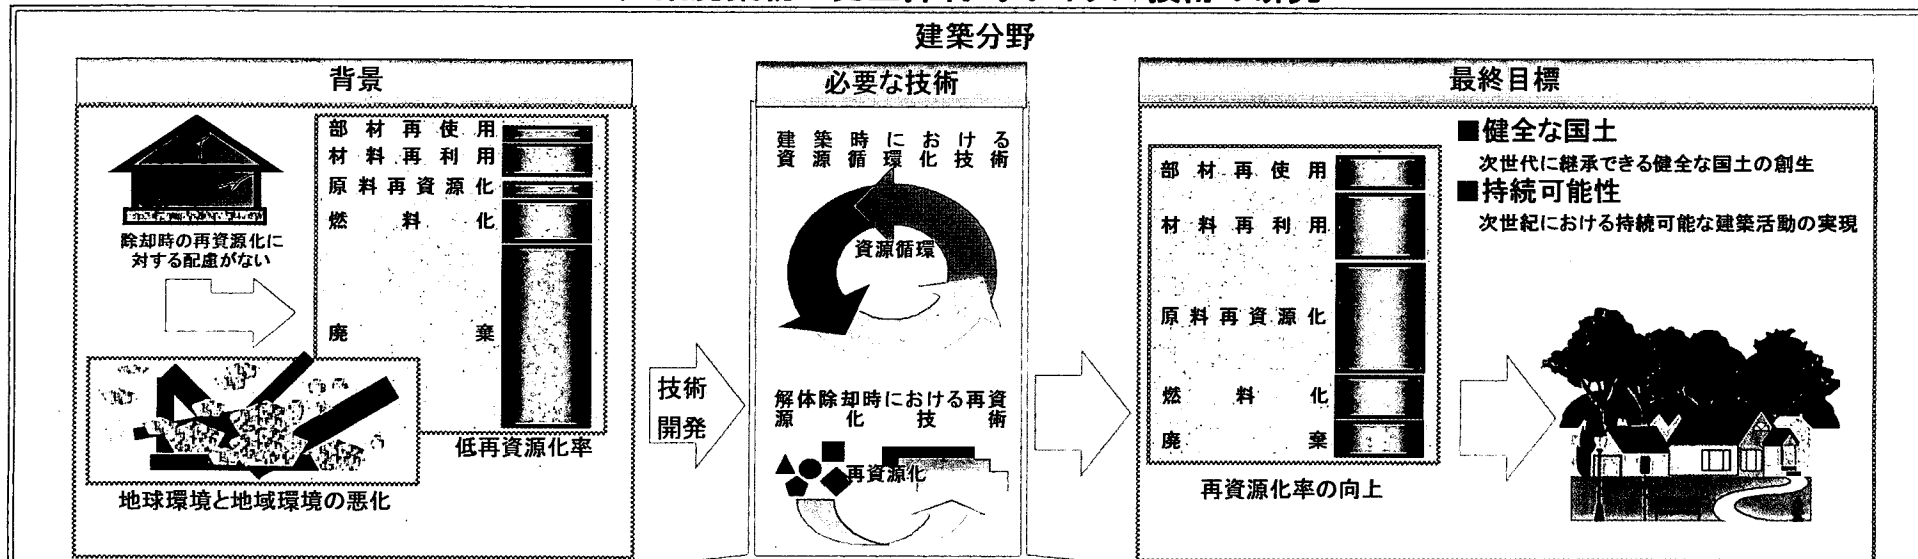 建築分野
背景
除却時の再資源化に
対する配慮がない
部材再使用
材料再利用
原料再資源化
燃料化
廃棄
低再資源化率
地球環境と地域環境の悪化
技術
開発
必要な技術
建築時における
資源循環化技術
資源循環
解体除却時における再資
源化技術
再資源化
最終目標
部材再使用
材料再利用
原料再資源化
燃料化
廃棄
再資源化率の向上
■健全な国土
次世代に継承できる健全な国土の創生
■持続可能性
次世紀における持続可能な建築活動の実現